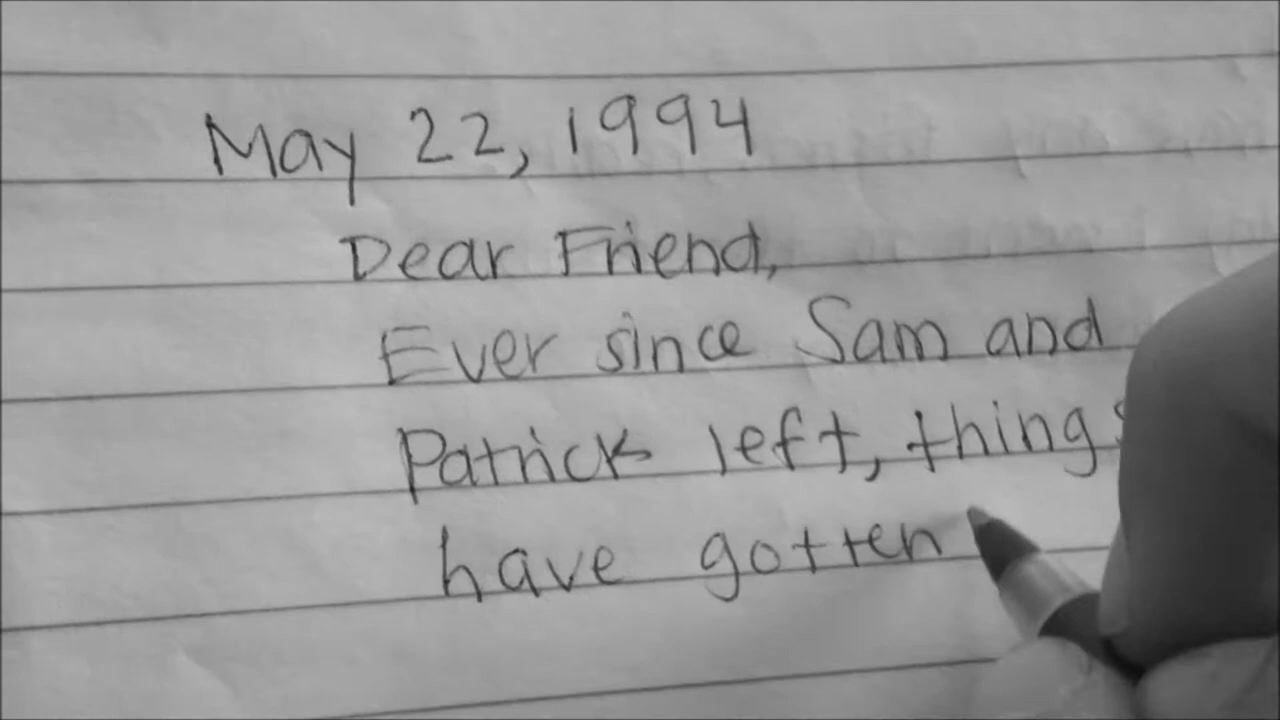 May 22, 1994
Dear Friend,
Ever since Sam and
Patrick left, things
have gotten